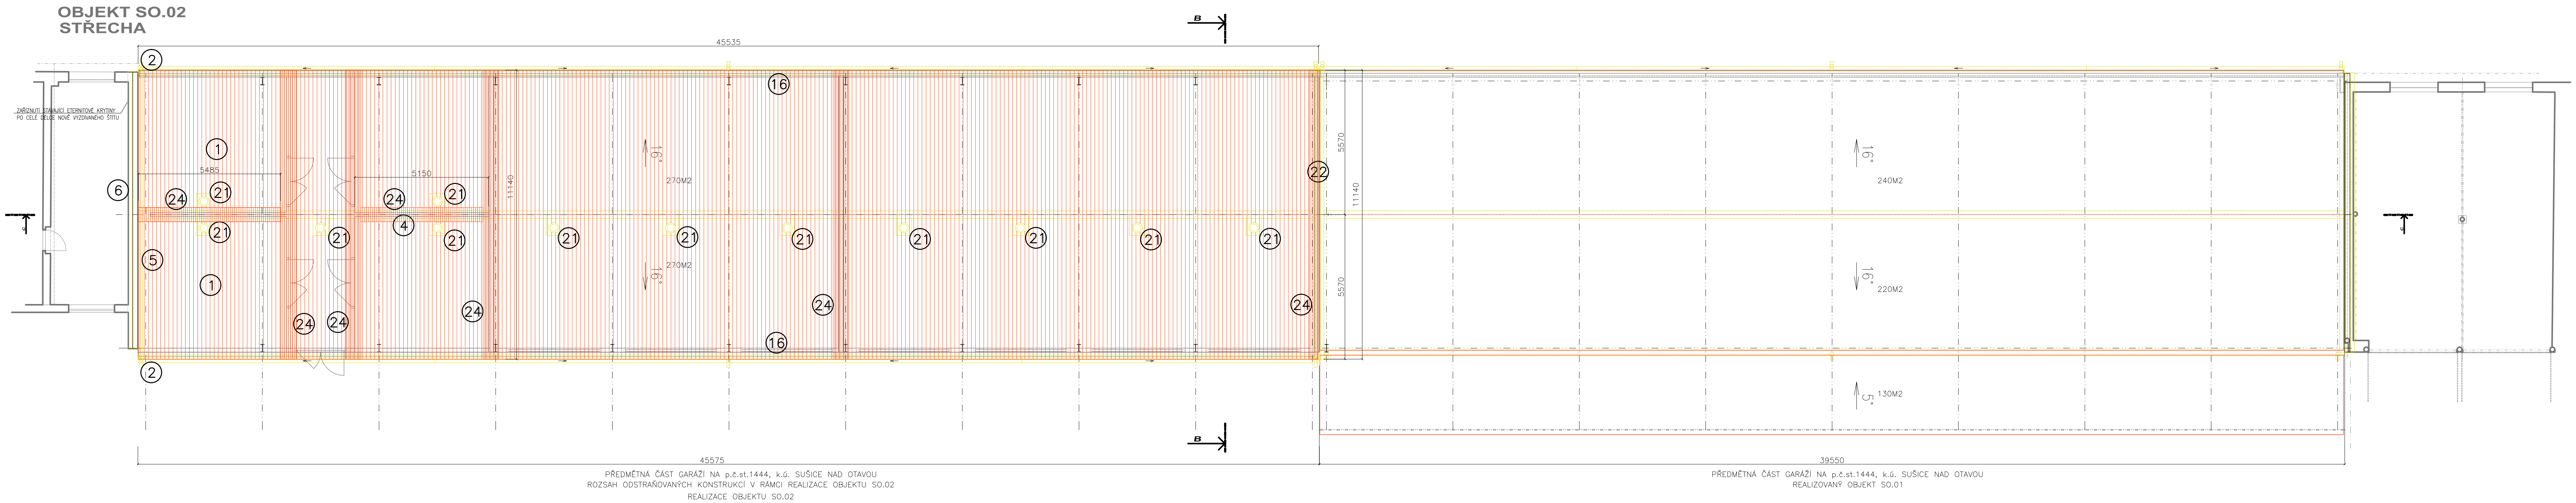 OBJEKT SO.02
STŘECHA
B
45535
2
16
ZAŘÍZNUTÍ STÁVAJÍCÍ ETERNITOVÉ KRYTINY
PO CELÉ DÉLCE NOVĚ VYZDÍVANÉHO ŠTÍTU
1
16°
5570
16°
5485
5150
11140
270M2
22
11140
240M2
6
24
21
24
21
4
21
21
21
21
21
21
21
21
21
21
5
270M2
16°
5570
16°
220M2
1
24
24
24
24
24
16
2
5°
130M2
B
45575
39550
PŘEDMĚTNÁ ČÁST GARÁŽÍ NA p.č.st.1444, k.ú. SUŠICE NAD OTAVOU
ROZSAH ODSTRAŇOVANÝCH KONSTRUKCÍ V RÁMCI REALIZACE OBJEKTU SO.02
REALIZACE OBJEKTU SO.02
PŘEDMĚTNÁ ČÁST GARÁŽÍ NA p.č.st.1444, k.ú. SUŠICE NAD OTAVOU
REALIZOVANÝ OBJEKT SO.01